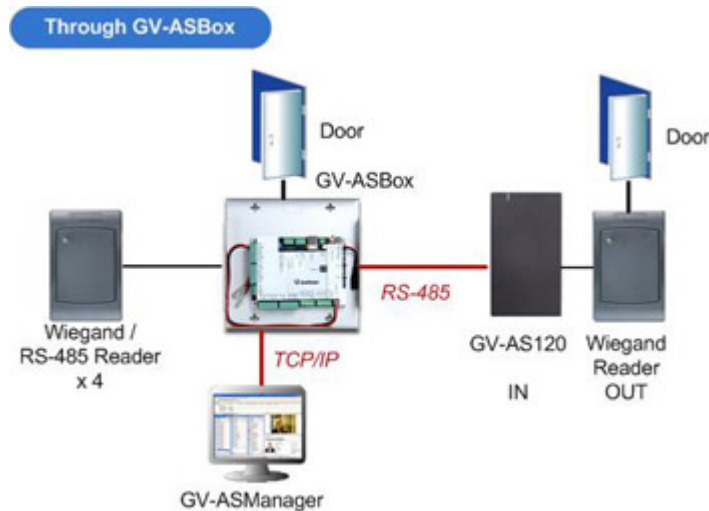 Through GV-ASBox
Door
Door
GV-ASBox
RS-485
Wiegand /
RS-485 Reader
x 4
TCP/IP
GV-AS120
IN
Wiegand
Reader
OUT
GV-ASManager